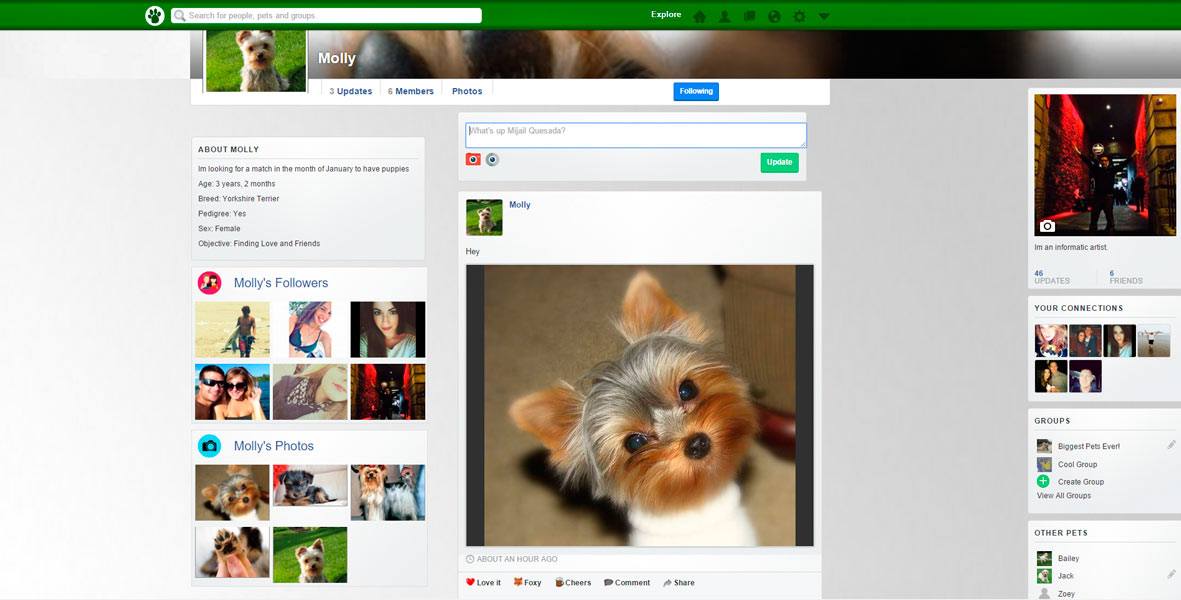 Search for people, pets and groups
Explore
Molly
3 Updates
6 Members
Photos
Following
ABOUT MOLLY
Im looking for a match in the month of January to have puppies
Age: 3 years, 2 months
Breed: Yorkshire Terrier
Pedigree: Yes
Sex: Female
Objective: Finding Love and Friends
Molly's Followers
Molly's Photos
What's up Mijail Quesada?
Update
Molly
Hey
ABOUT AN HOUR AGO
Love it
Foxy
Cheers
Comment
Share
Im an informatic artist.
46
UPDATES
6
FRIENDS
YOUR CONNECTIONS
GROUPS
Biggest Pets Ever!
Cool Group
Create Group
View All Groups
OTHER PETS
Bailey
Jack
Zoey